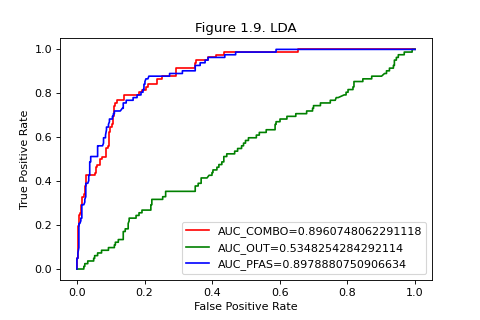 Figure 1.9. LDA
1.0
0.8
0.6
0.4
0.2
0.0
True Positive Rate
AUC_COMBO=0.8960748062291118
AUC_OUT=0.5348254284292114
AUC_PFAS=0.8978880750906634
0.0 0.2 0.4 0.6 0.8 1.0
False Positive Rate